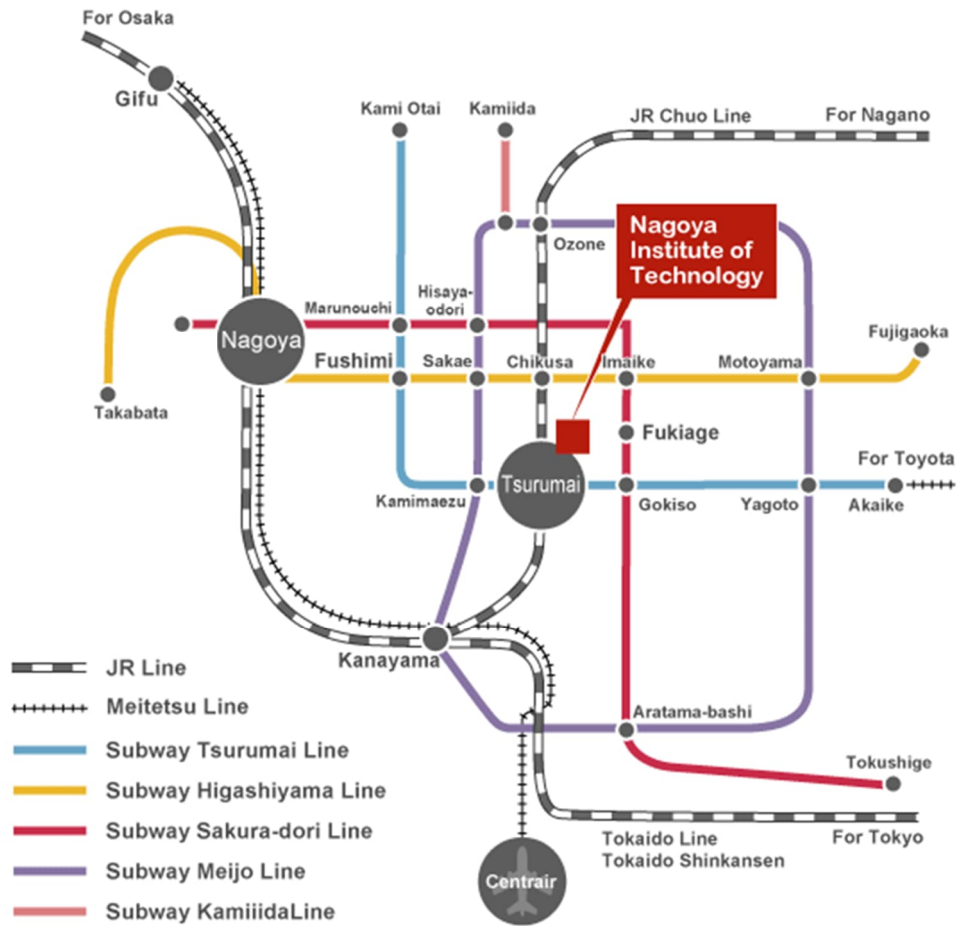 For Osaka
Gifu
Kami Otai
Kamiida
JR Chuo Line
For Nagano
Nagoya
Institute of
Technology
Ozone
Marunouchi
Hisaya-
odori
Nagoya
Fushimi
Sakae
Chikusa
Imaike
Motoyama
Fujigaoka
Takabata
Fukiage
For Toyota
Tsurumai
Kamimaezu
Gokiso
Yagoto
Akaike
Kanayama
JR Line
Meitetsu Line
Subway Tsurumai Line
Subway Higashiyama Line
Subway Sakura-dori Line
Subway Meijo Line
Subway KamiiidaLine
Aratama-bashi
Tokushige
Tokaido Line
Tokaido Shinkansen
For Tokyo
Centrair